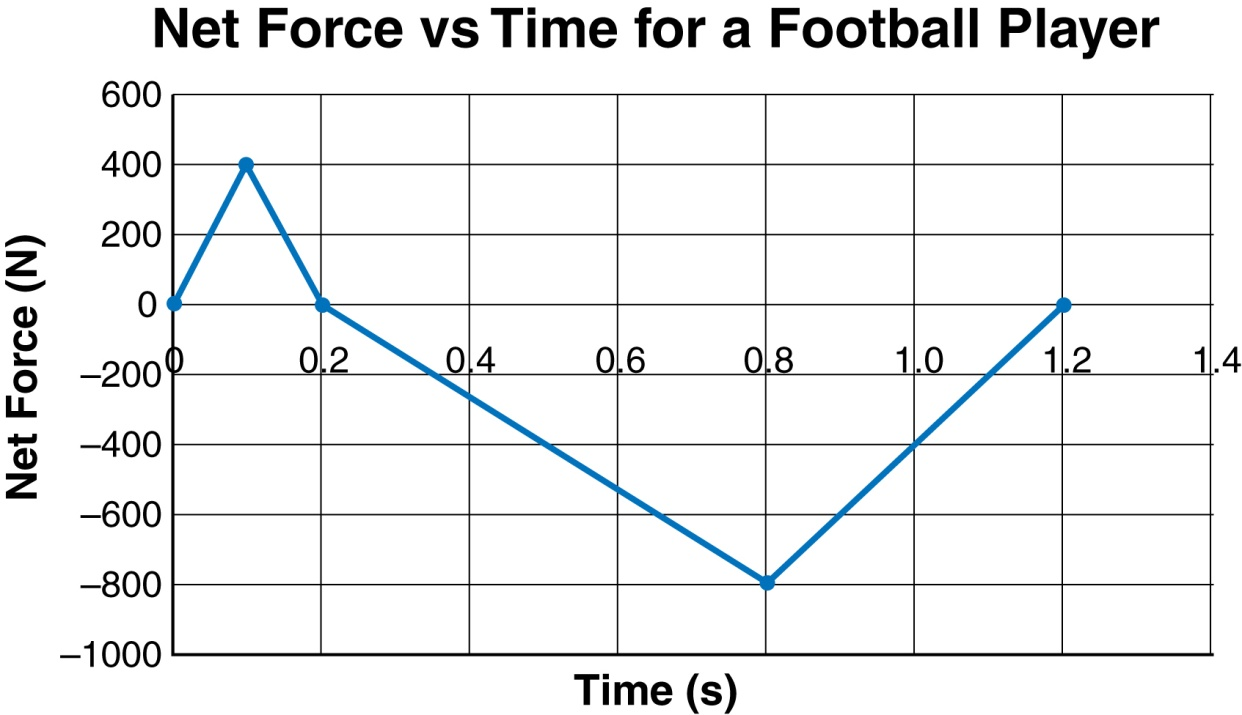 Net Force vs Time for a Football Player
600
400
200
0
0 0.2 0.4 0.6 0.8 1.0 1.2 1.4
–200
–400
–600
–800
–1000
Net Force (N)
Time (s)